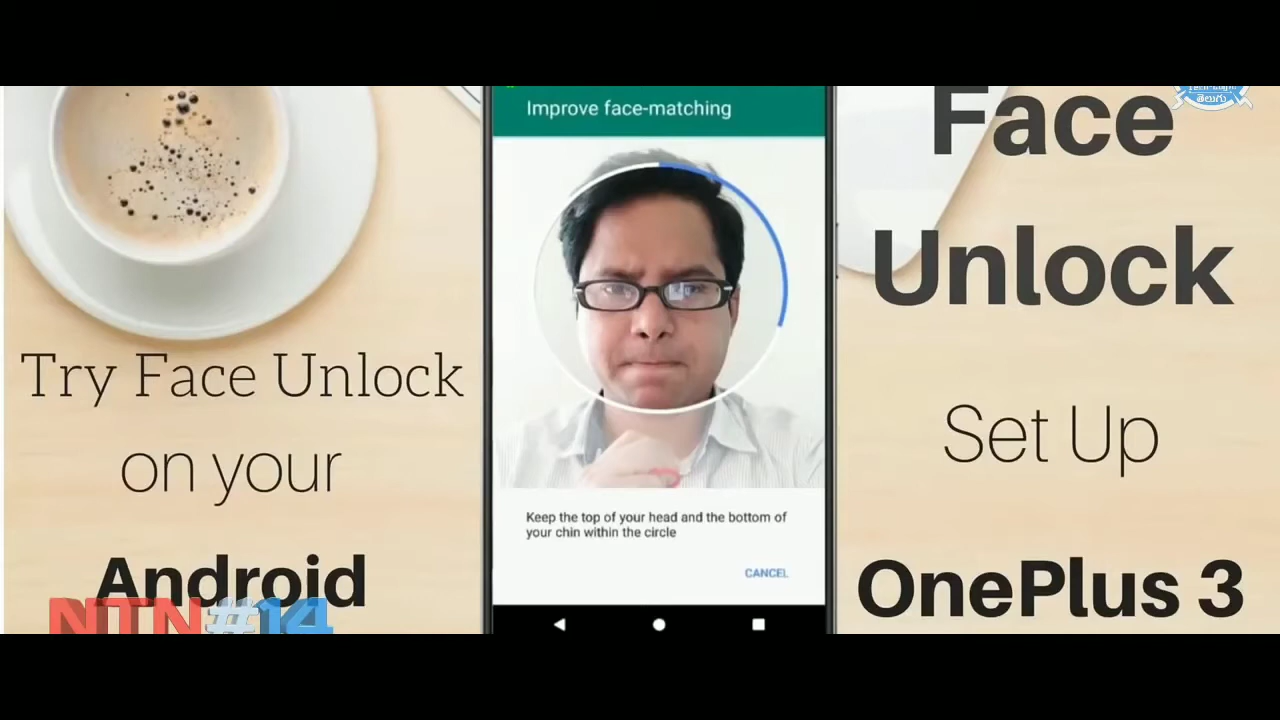 Try Face Unlock
on your
Android
NTN#14
Improve face-matching
Keep the top of your head and the bottom of
your chin within the circle
CANCEL
తెలుగు
Face
Unlock
Set Up
OnePlus 3